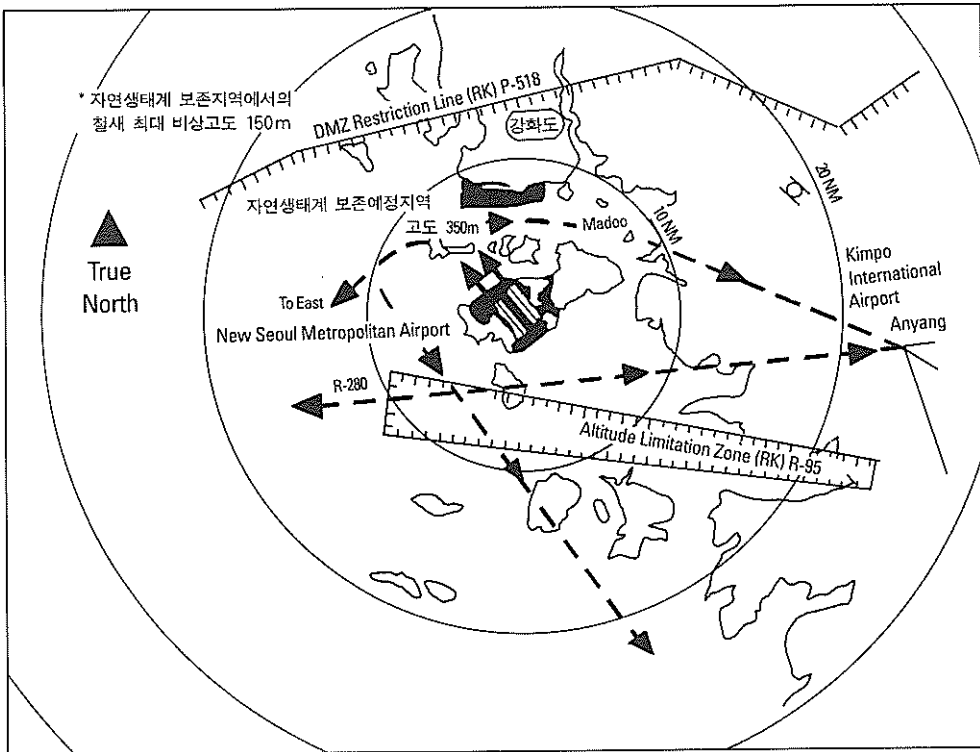 * 자연생태계 보존지역에서의
철새 최대 비상고도 150m
DMZ Restriction Line (RK) P-518
강화도
20 NM
자연생태계 보존예정지역
고도 350m
Madoo
10 NM
True
North
Kimpo
International
Airport
To East
New Seoul Metropolitan Airport
Anyang
R-280
Altitude Limitation Zone (RK) R-95